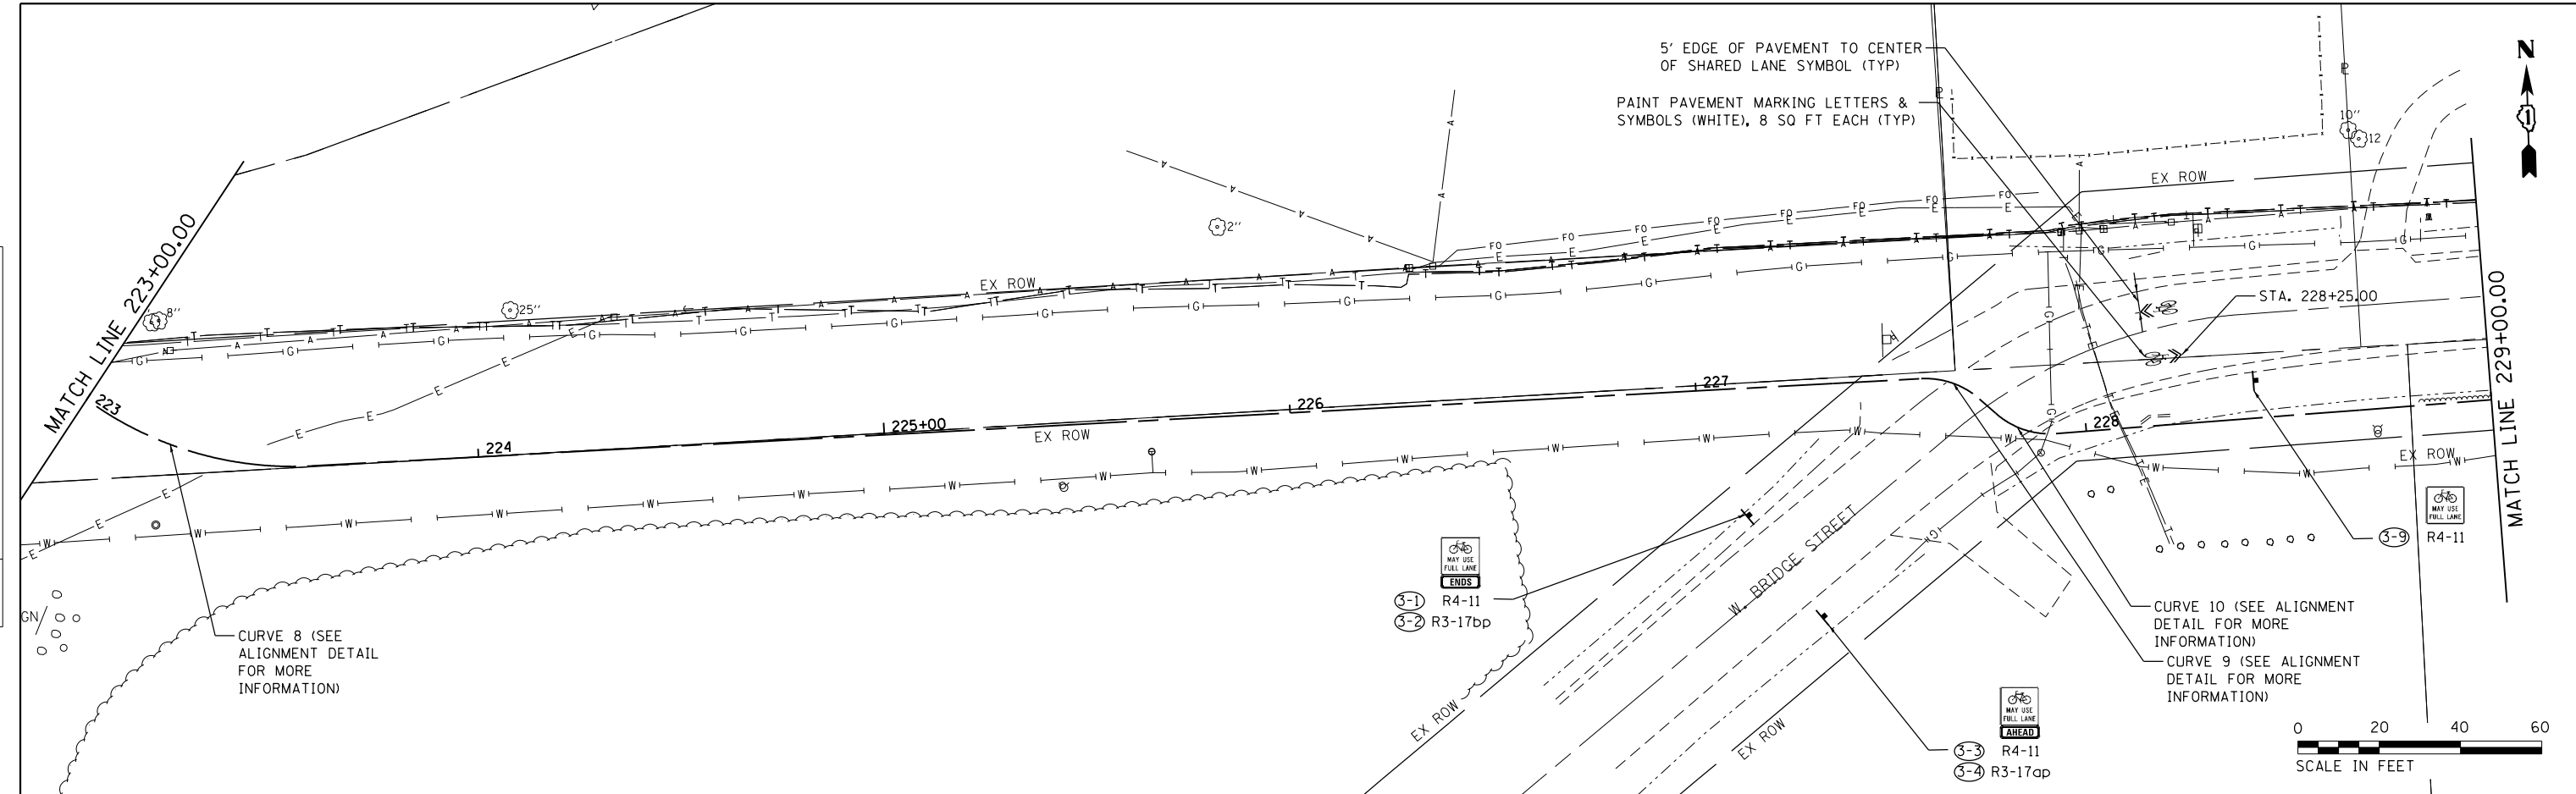 5' EDGE OF PAVEMENT TO CENTER
OF SHARED LANE SYMBOL (TYP)
PAINT PAVEMENT MARKING LETTERS &
SYMBOLS (WHITE), 8 SQ FT EACH (TYP)
N
1
10"
12
EX ROW
MATCH LINE 223+00.00
8"
25"
2"
EX ROW
STA. 228+25.00
MATCH LINE 229+00.00
223
224
225+00
226
227
228
EX ROW
EX ROW
W. BRIDGE STREET
MAY USE
FULL LANE
ENDS
3-1 R4-11
3-2 R3-17bp
MAY USE
FULL LANE
3-9 R4-11
GN/
CURVE 8 (SEE
ALIGNMENT DETAIL
FOR MORE
INFORMATION)
CURVE 10 (SEE ALIGNMENT
DETAIL FOR MORE
INFORMATION)
CURVE 9 (SEE ALIGNMENT
DETAIL FOR MORE
INFORMATION)
EX ROW
EX ROW
MAY USE
FULL LANE
AHEAD
3-3 R4-11
3-4 R3-17ap
0 20 40 60
SCALE IN FEET